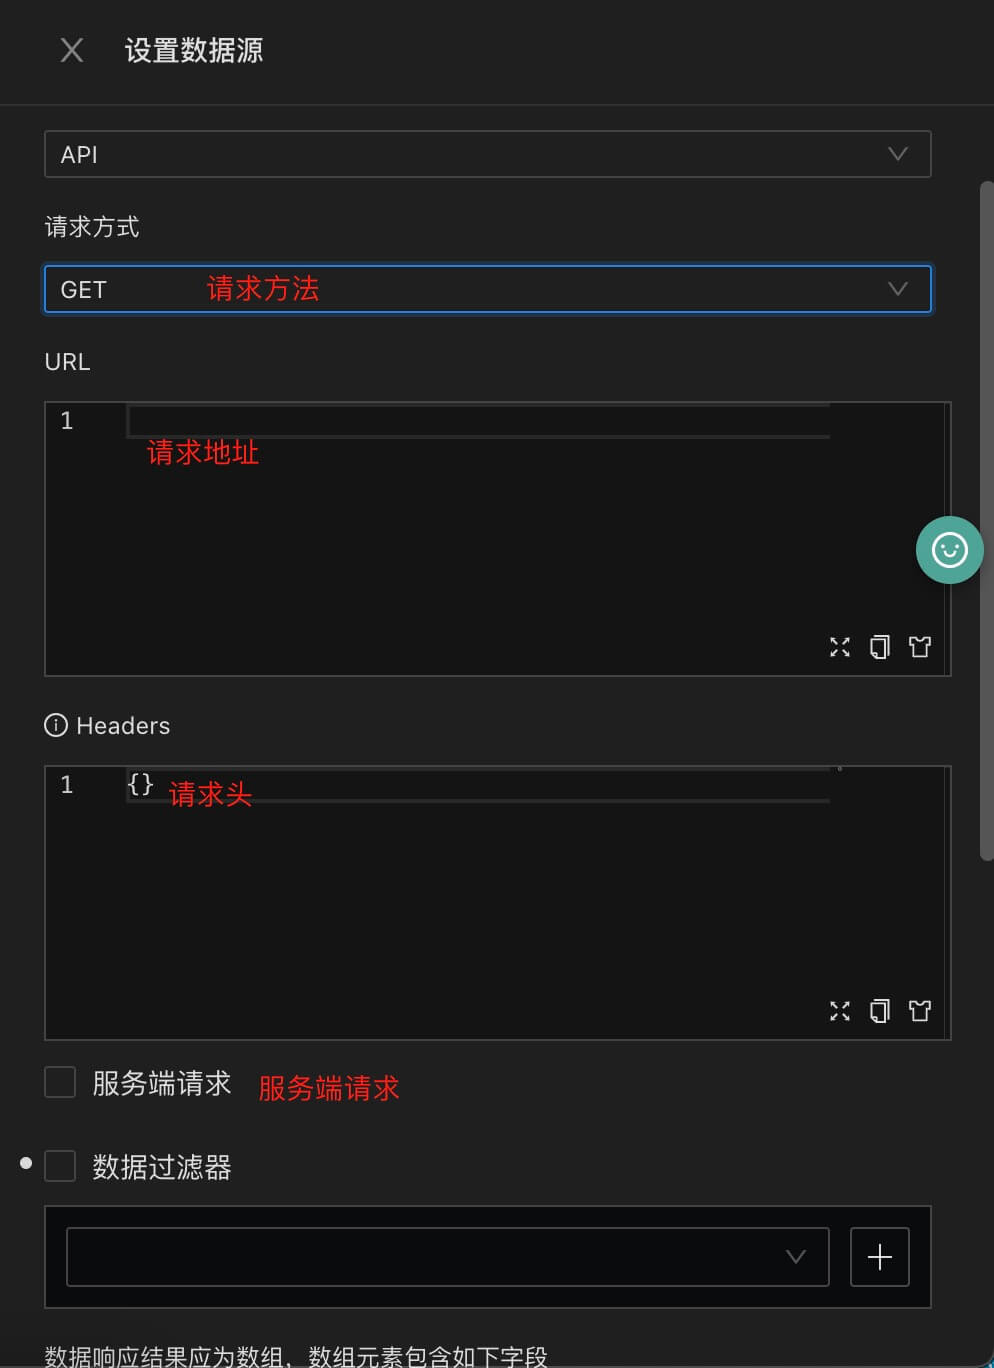 设置数据源
API
请求方式
GET 请求方法
URL
1
请求地址
Headers
1 {} 请求头
服务端请求 服务端请求
数据过滤器
数据响应结果应为数组，数组元素包含如下字段